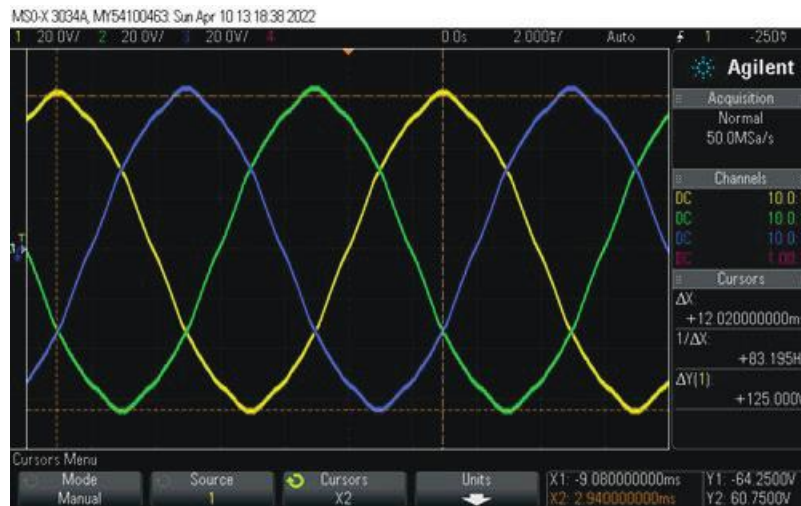 MSO-X 3034A, MY54100463: Sun Apr 10 13:18:38 2022
1 20.0V/ 2 20.0V/ 3 20.0V/ 4 0.0s 2.000s/ Auto 1 -250V
Agilent
Acquisition
Normal
50.0MSa/s
Channels
DC 10.0:
DC 10.0:
DC 10.0:
DC 1.00:
Cursors
ΔX:
+12.020000000m
1/ΔX:
+83.195H
ΔY(1):
+125.000V
Cursors Menu
Mode
Manual
Source
1
Cursors
X2
Units
X1: -9.080000000ms
X2: 2.940000000ms
Y1: -64.2500V
Y2: 60.7500V